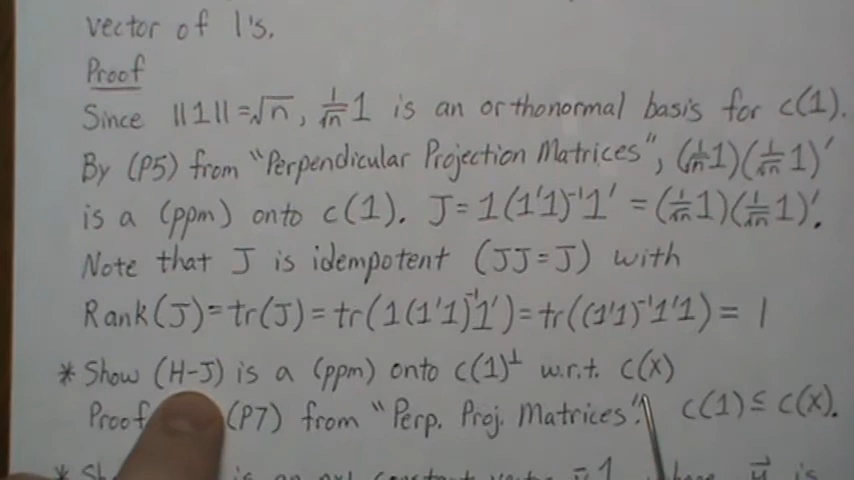 vector of 1's.
Proof
Since ||1|| = √n, 1/√n 1 is an orthonormal basis for c(1).
By (P5) from "Perpendicular Projection Matrices", (1/√n 1)(1/√n 1)'
is a (ppm) onto c(1). J = 1(1'1)⁻¹1' = (1/√n 1)(1/√n 1)'.
Note that J is idempotent (JJ=J) with
Rank(J) = tr(J) = tr(1(1'1)⁻¹1') = tr((1'1)⁻¹1'1) = 1
* Show (H-J) is a (ppm) onto c(1)^⊥ w.r.t. c(X)
Proof (P7) from "Perp. Proj. Matrices". c(1) ≤ c(X).